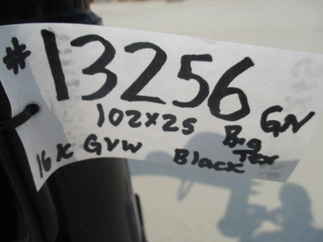 #13256 GN
102x25 Big Tex
16K GVW Black